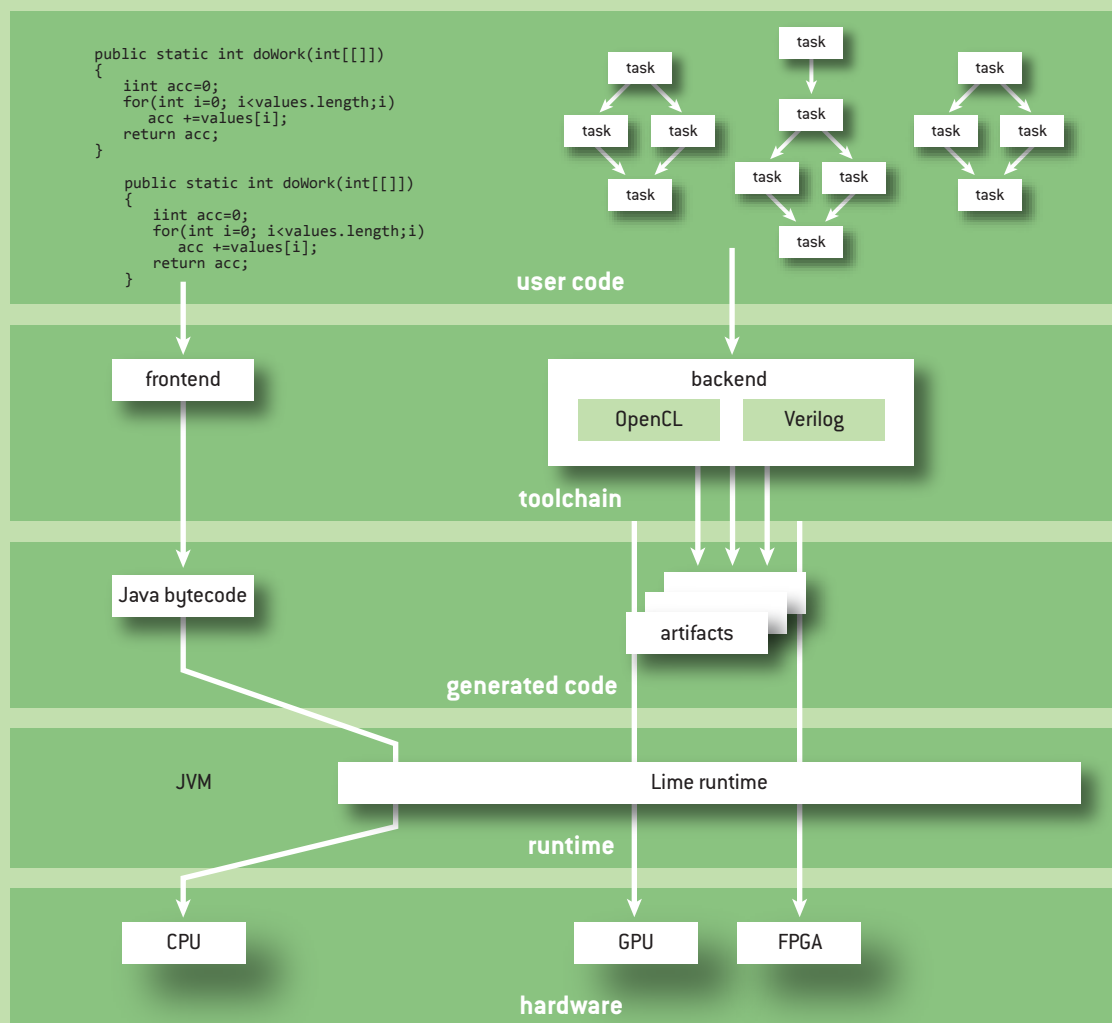 public static int doWork(int[[]])
{
iint acc=0;
for(int i=0; i<values.length;i)
acc +=values[i];
return acc;
}
public static int doWork(int[[]])
{
iint acc=0;
for(int i=0; i<values.length;i)
acc +=values[i];
return acc;
}
task
task
task
task
task
task
task
task
task
task
task
task
task
user code
frontend
backend
OpenCL
Verilog
toolchain
Java bytecode
artifacts
generated code
JVM
Lime runtime
runtime
CPU
GPU
FPGA
hardware